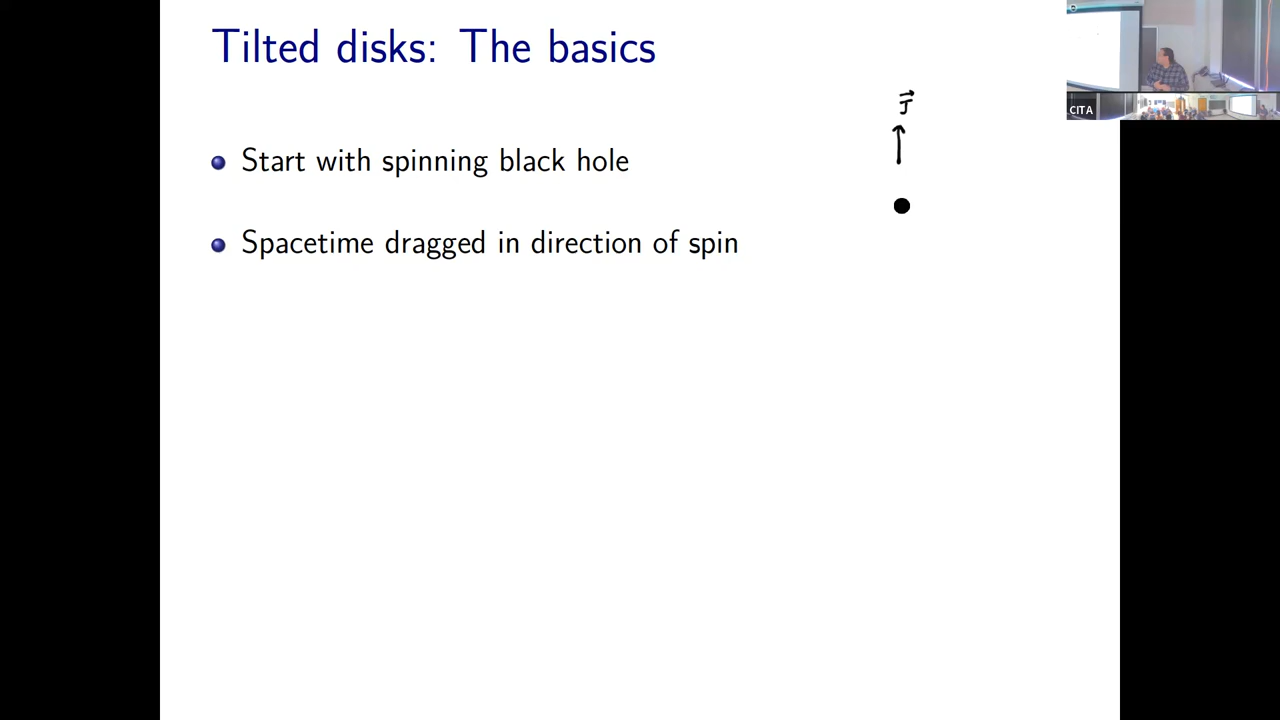 Tilted disks: The basics
J⃗
Start with spinning black hole
Spacetime dragged in direction of spin
CITA